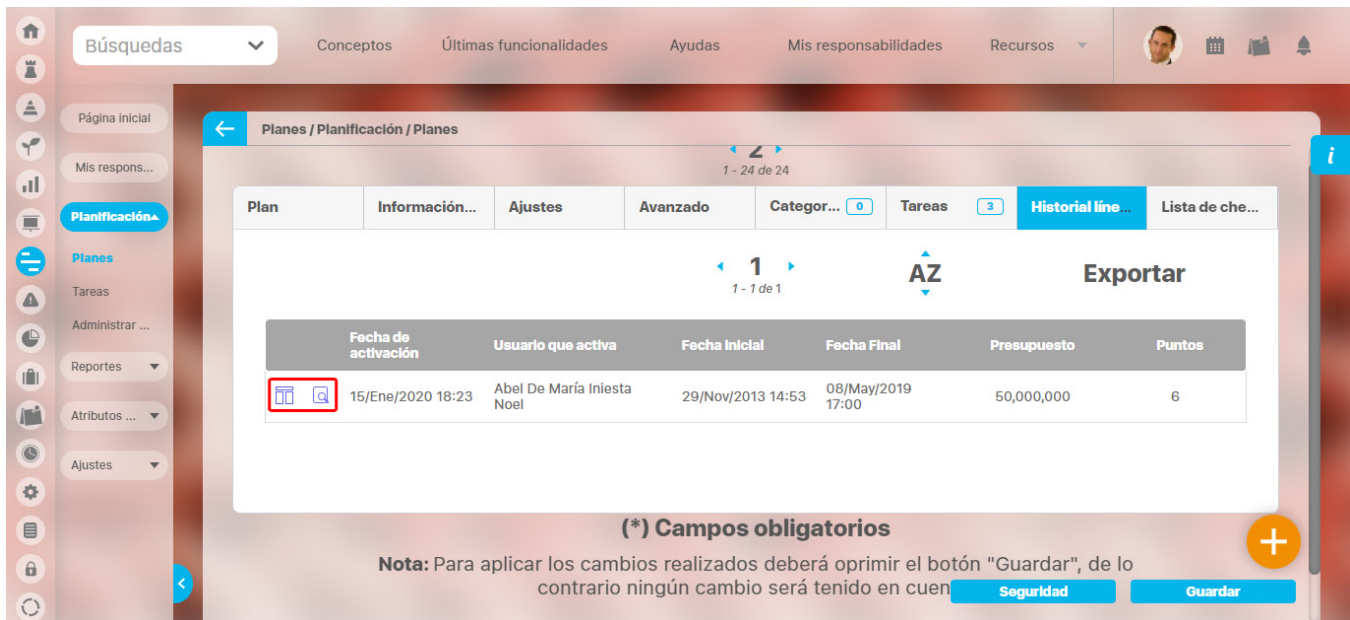 Búsquedas
Conceptos
Últimas funcionalidades
Ayudas
Mis responsabilidades
Recursos
Página inicial
Mis respons...
Planificación
Planes
Tareas
Administrar ...
Reportes
Atributos ...
Ajustes
Planes / Planificación / Planes
i
2
1 - 24 de 24
Plan
Información...
Ajustes
Avanzado
Categor... 0
Tareas 3
Historial líne...
Lista de che...
1
1 - 1 de 1
AZ
Exportar
Fecha de
activación
Usuario que activa
Fecha Inicial
Fecha Final
Presupuesto
Puntos
15/Ene/2020 18:23
Abel De María Iniesta
Noel
29/Nov/2013 14:53
08/May/2019
17:00
50,000,000
6
(*) Campos obligatorios
Nota: Para aplicar los cambios realizados deberá oprimir el botón "Guardar", de lo
contrario ningún cambio será tenido en cuen
Seguridad
Guardar